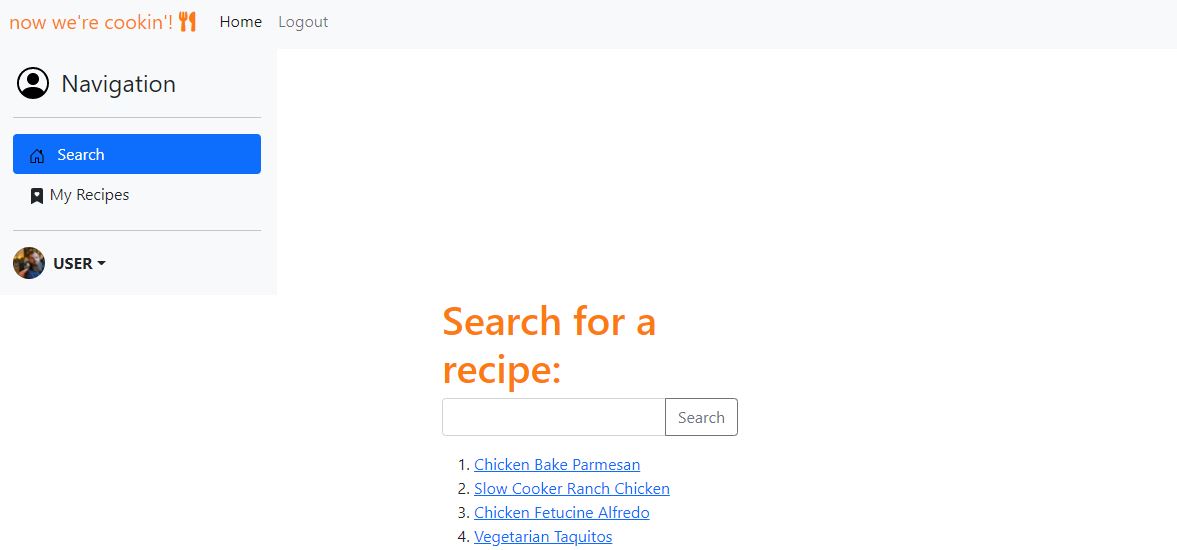 now we're cookin'! Home Logout
Navigation
Search
My Recipes
USER
Search for a
recipe:
Search
1. Chicken Bake Parmesan
2. Slow Cooker Ranch Chicken
3. Chicken Fetucine Alfredo
4. Vegetarian Taquitos